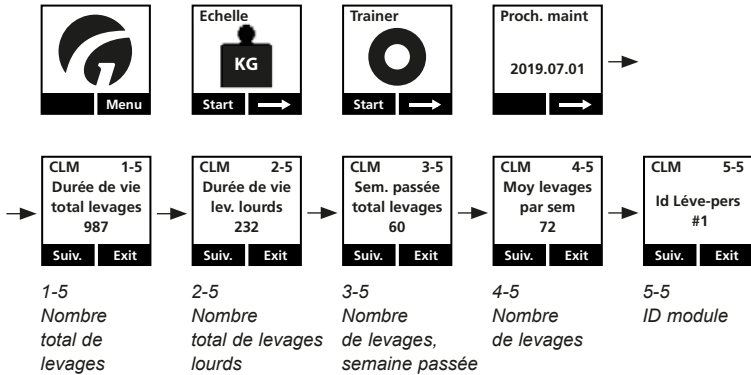 Menu
Echelle
KG
Start
Trainer
Start
Proch. maint
2019.07.01
CLM 1-5
Durée de vie
total levages
987
Suiv. Exit
CLM 2-5
Durée de vie
lev. lourds
232
Suiv. Exit
CLM 3-5
Sem. passée
total levages
60
Suiv. Exit
CLM 4-5
Moy levages
par sem
72
Suiv. Exit
CLM 5-5
Id Léve-pers
#1
Suiv. Exit
1-5
Nombre
total de
levages
2-5
Nombre
total de levages
lourds
3-5
Nombre
de levages,
semaine passée
4-5
Nombre
de levages
5-5
ID module